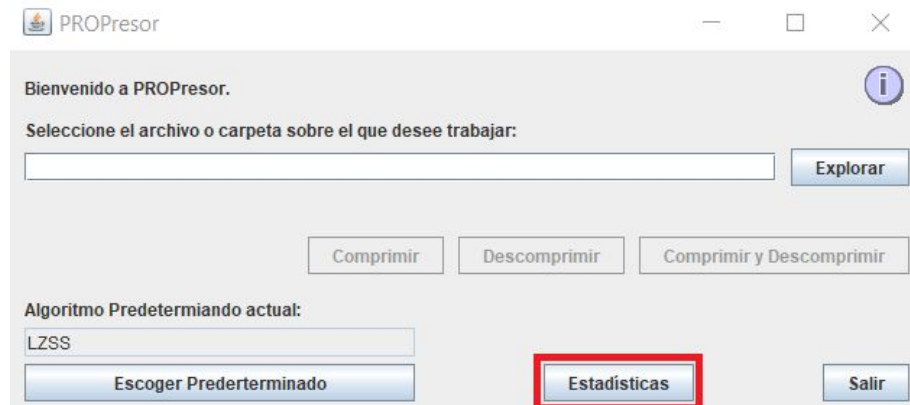 PROPresor
Bienvenido a PROPresor.
i
Seleccione el archivo o carpeta sobre el que desee trabajar:
Explorar
Comprimir Descomprimir Comprimir y Descomprimir
Algoritmo Predetermiando actual:
LZSS
Escoger Prederterminado Estadísticas Salir